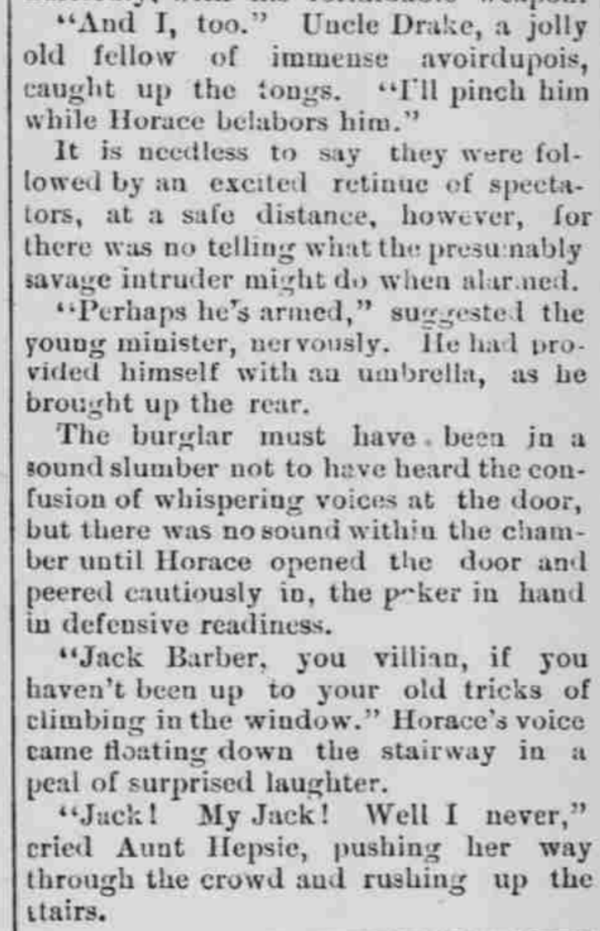 "And I, too." Uncle Drake, a jolly
old fellow of immense avoirdupois,
caught up the tongs. "I'll pinch him
while Horace belabors him."
It is needless to say they were fol-
lowed by an excited retinue of specta-
tors, at a safe distance, however, for
there was no telling what the presumably
savage intruder might do when alarmed.
"Perhaps he's armed," suggested the
young minister, nervously. He had pro-
vided himself with an umbrella, as he
brought up the rear.
The burglar must have been in a
sound slumber not to have heard the con-
fusion of whispering voices at the door,
but there was no sound within the cham-
ber until Horace opened the door and
peered cautiously in, the poker in hand
in defensive readiness.
"Jack Barber, you villian, if you
haven't been up to your old tricks of
climbing in the window." Horace's voice
came floating down the stairway in a
peal of surprised laughter.
"Jack! My Jack! Well I never,"
cried Aunt Hepsie, pushing her way
through the crowd and rushing up the
stairs.